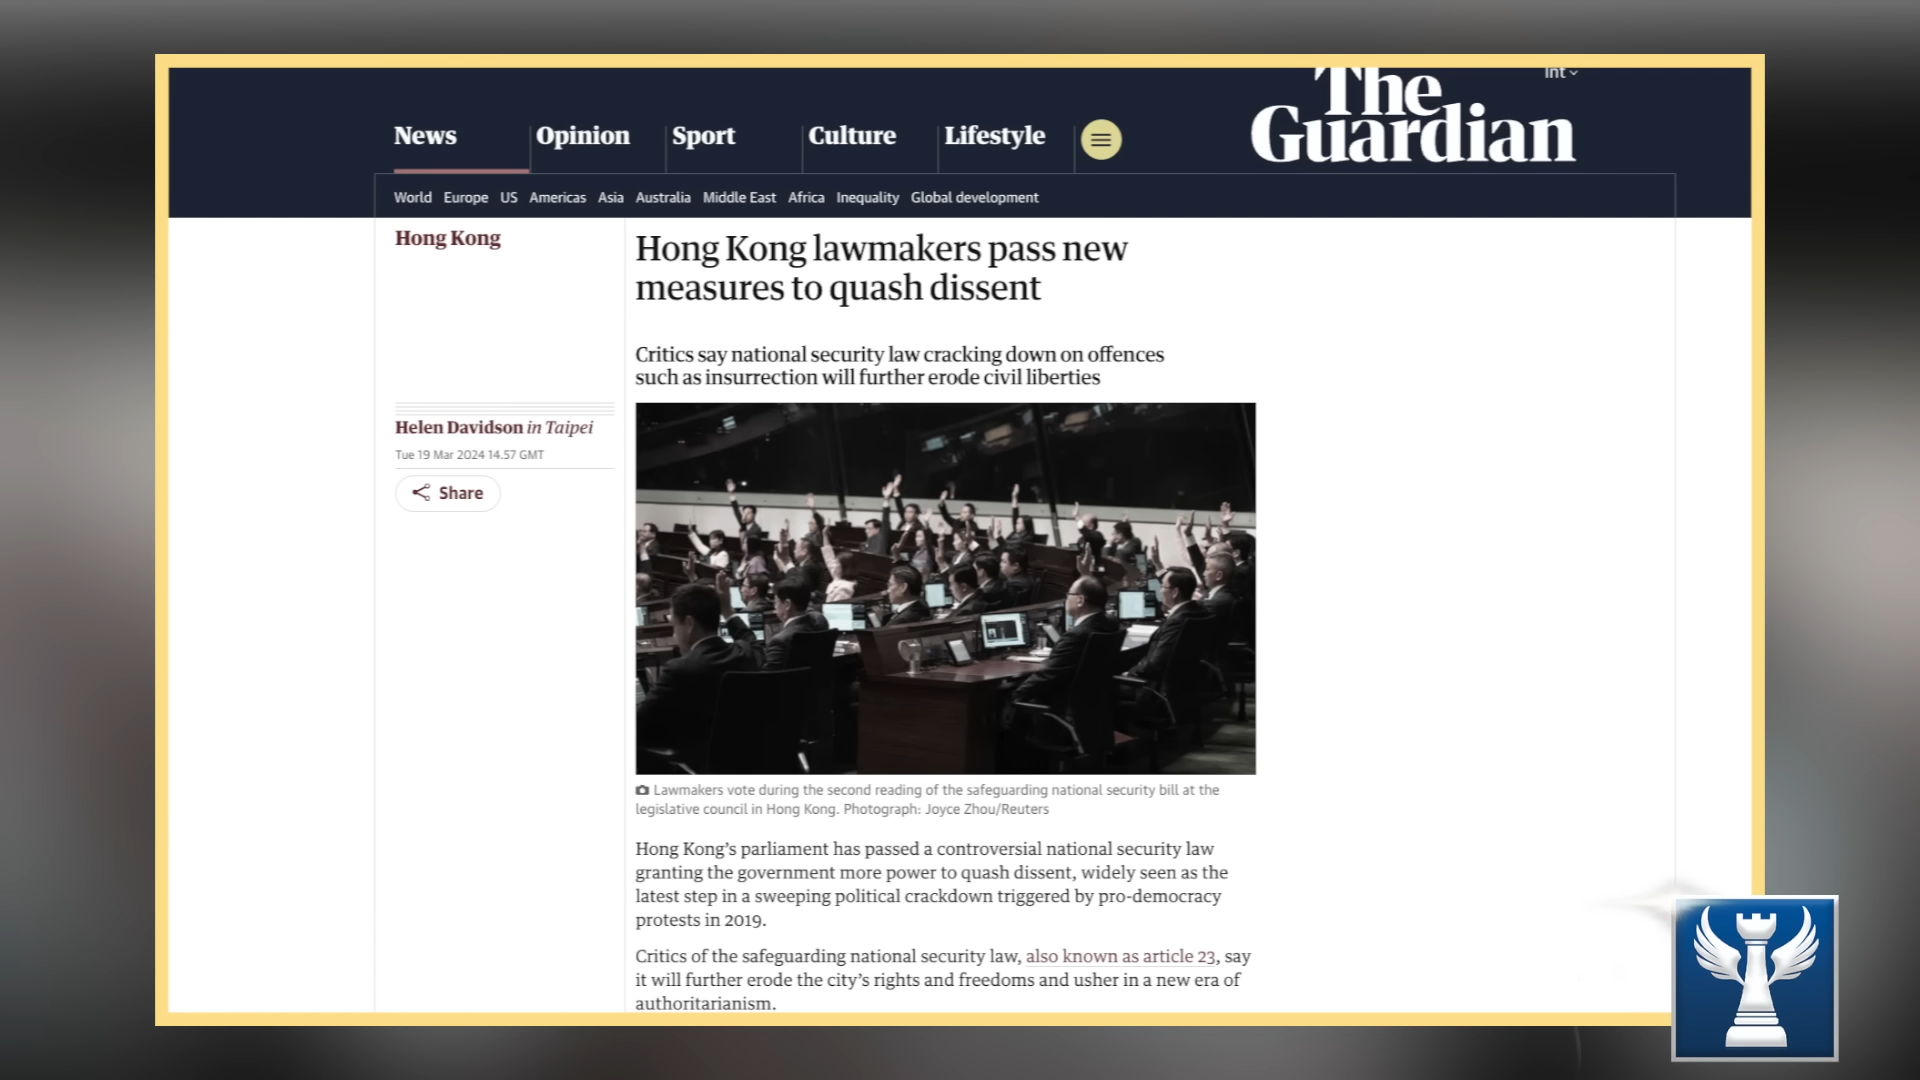 Int
The
Guardian
News
Opinion
Sport
Culture
Lifestyle
World Europe US Americas Asia Australia Middle East Africa Inequality Global development
Hong Kong
Hong Kong lawmakers pass new
measures to quash dissent
Critics say national security law cracking down on offences
such as insurrection will further erode civil liberties
Helen Davidson in Taipei
Tue 19 Mar 2024 14.57 GMT
Share
Lawmakers vote during the second reading of the safeguarding national security bill at the
legislative council in Hong Kong. Photograph: Joyce Zhou/Reuters
Hong Kong’s parliament has passed a controversial national security law
granting the government more power to quash dissent, widely seen as the
latest step in a sweeping political crackdown triggered by pro-democracy
protests in 2019.
Critics of the safeguarding national security law, also known as article 23, say
it will further erode the city’s rights and freedoms and usher in a new era of
authoritarianism.